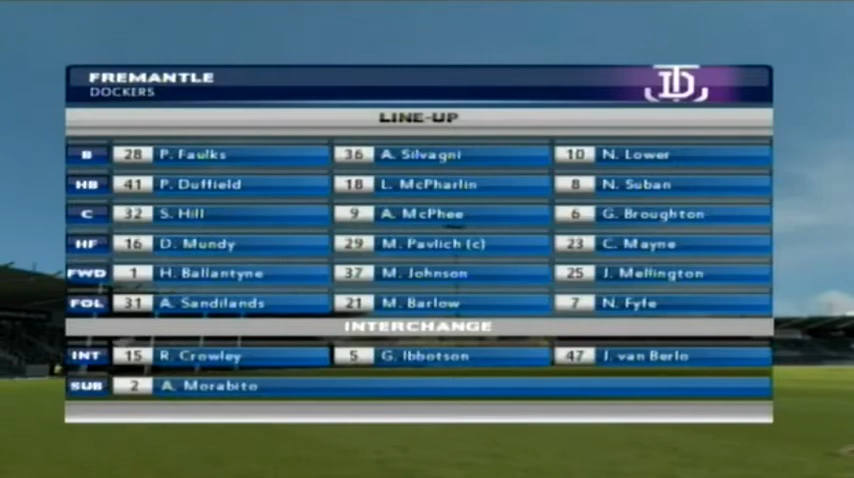 FREMANTLE
DOCKERS
LINE-UP
B 28 P. Faulks 36 A. Silvagni 10 N. Lower
HB 41 P. Duffield 18 L. McPharlin 8 N. Suban
C 32 S. Hill 9 A. McPhee 6 G. Broughton
HF 16 D. Mundy 29 M. Pavlich (c) 23 C. Mayne
FWD 1 H. Ballantyne 37 M. Johnson 25 J. Mellington
FOL 31 A. Sandilands 21 M. Barlow 7 N. Fyfe
INTERCHANGE
INT 15 R. Crowley 5 G. Ibbotson 47 J. van Berlo
SUB 2 A. Morabito